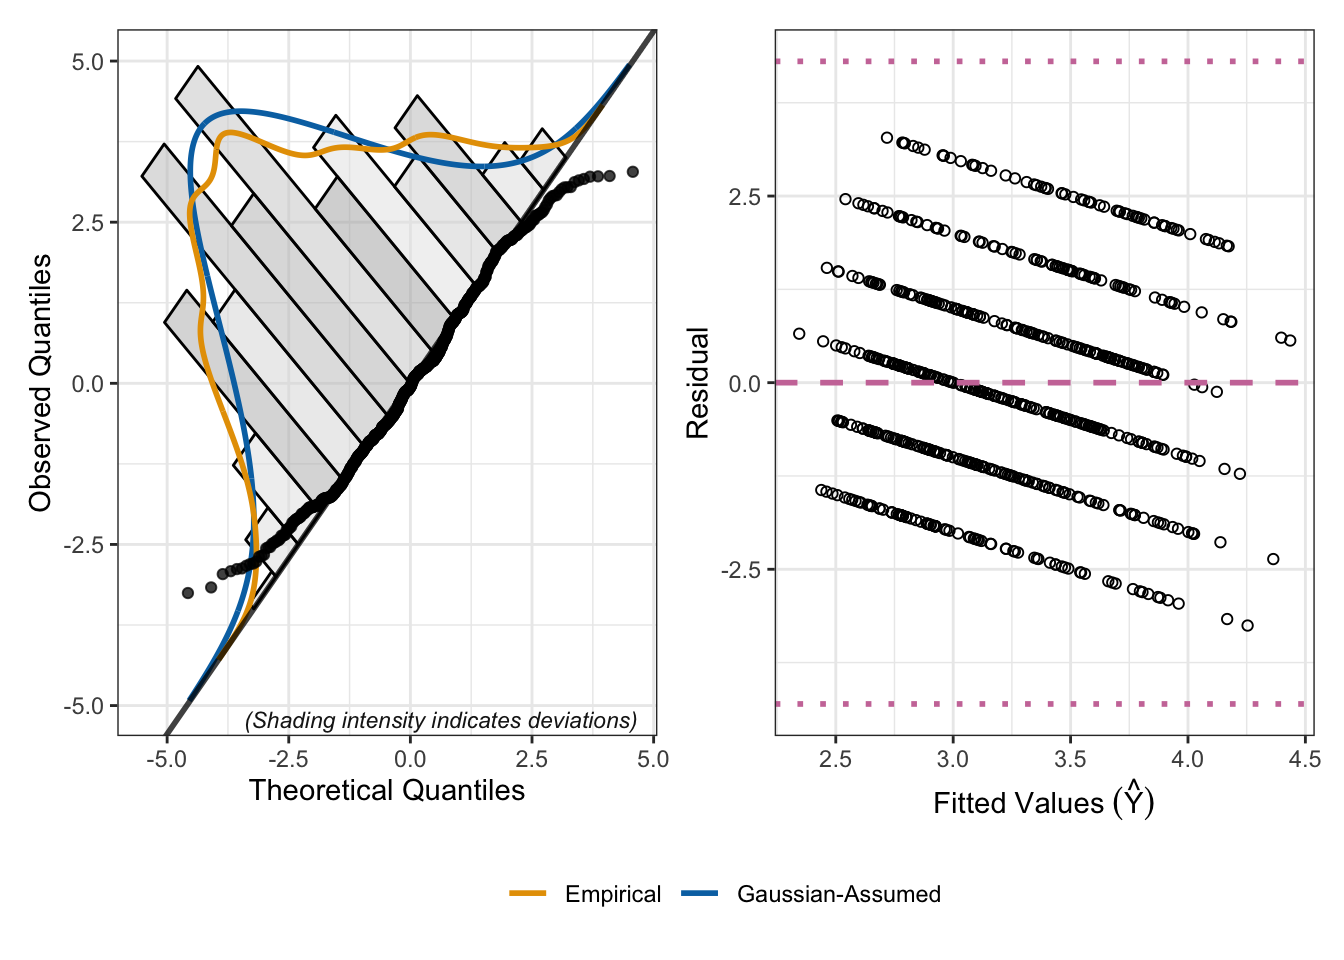 5.0
2.5
0.0
-2.5
-5.0
Observed Quantiles
(Shading intensity indicates deviations)
-5.0 -2.5 0.0 2.5 5.0
Theoretical Quantiles
2.5
0.0
-2.5
Residual
2.5 3.0 3.5 4.0 4.5
Fitted Values (Ŷ)
Empirical Gaussian-Assumed